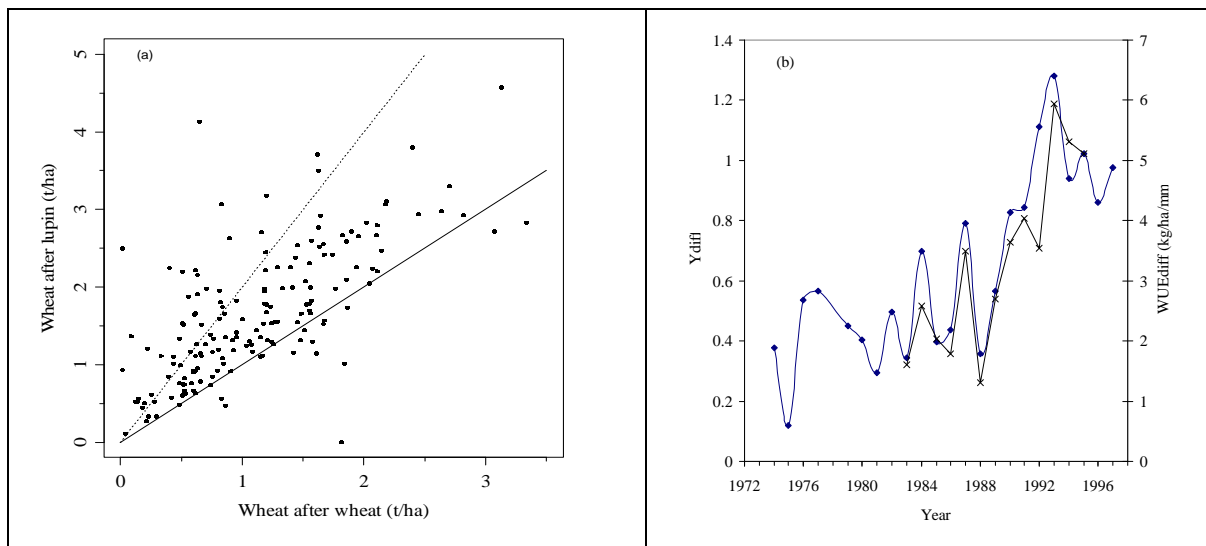 (a)
Wheat after lupin (t/ha)
5
4
3
2
1
0
0 1 2 3
Wheat after wheat (t/ha)
(b)
Ydifl
1.4
1.2
1
0.8
0.6
0.4
0.2
0
WUEdiff (kg/ha/mm)
7
6
5
4
3
2
1
0
1972 1976 1980 1984 1988 1992 1996
Year